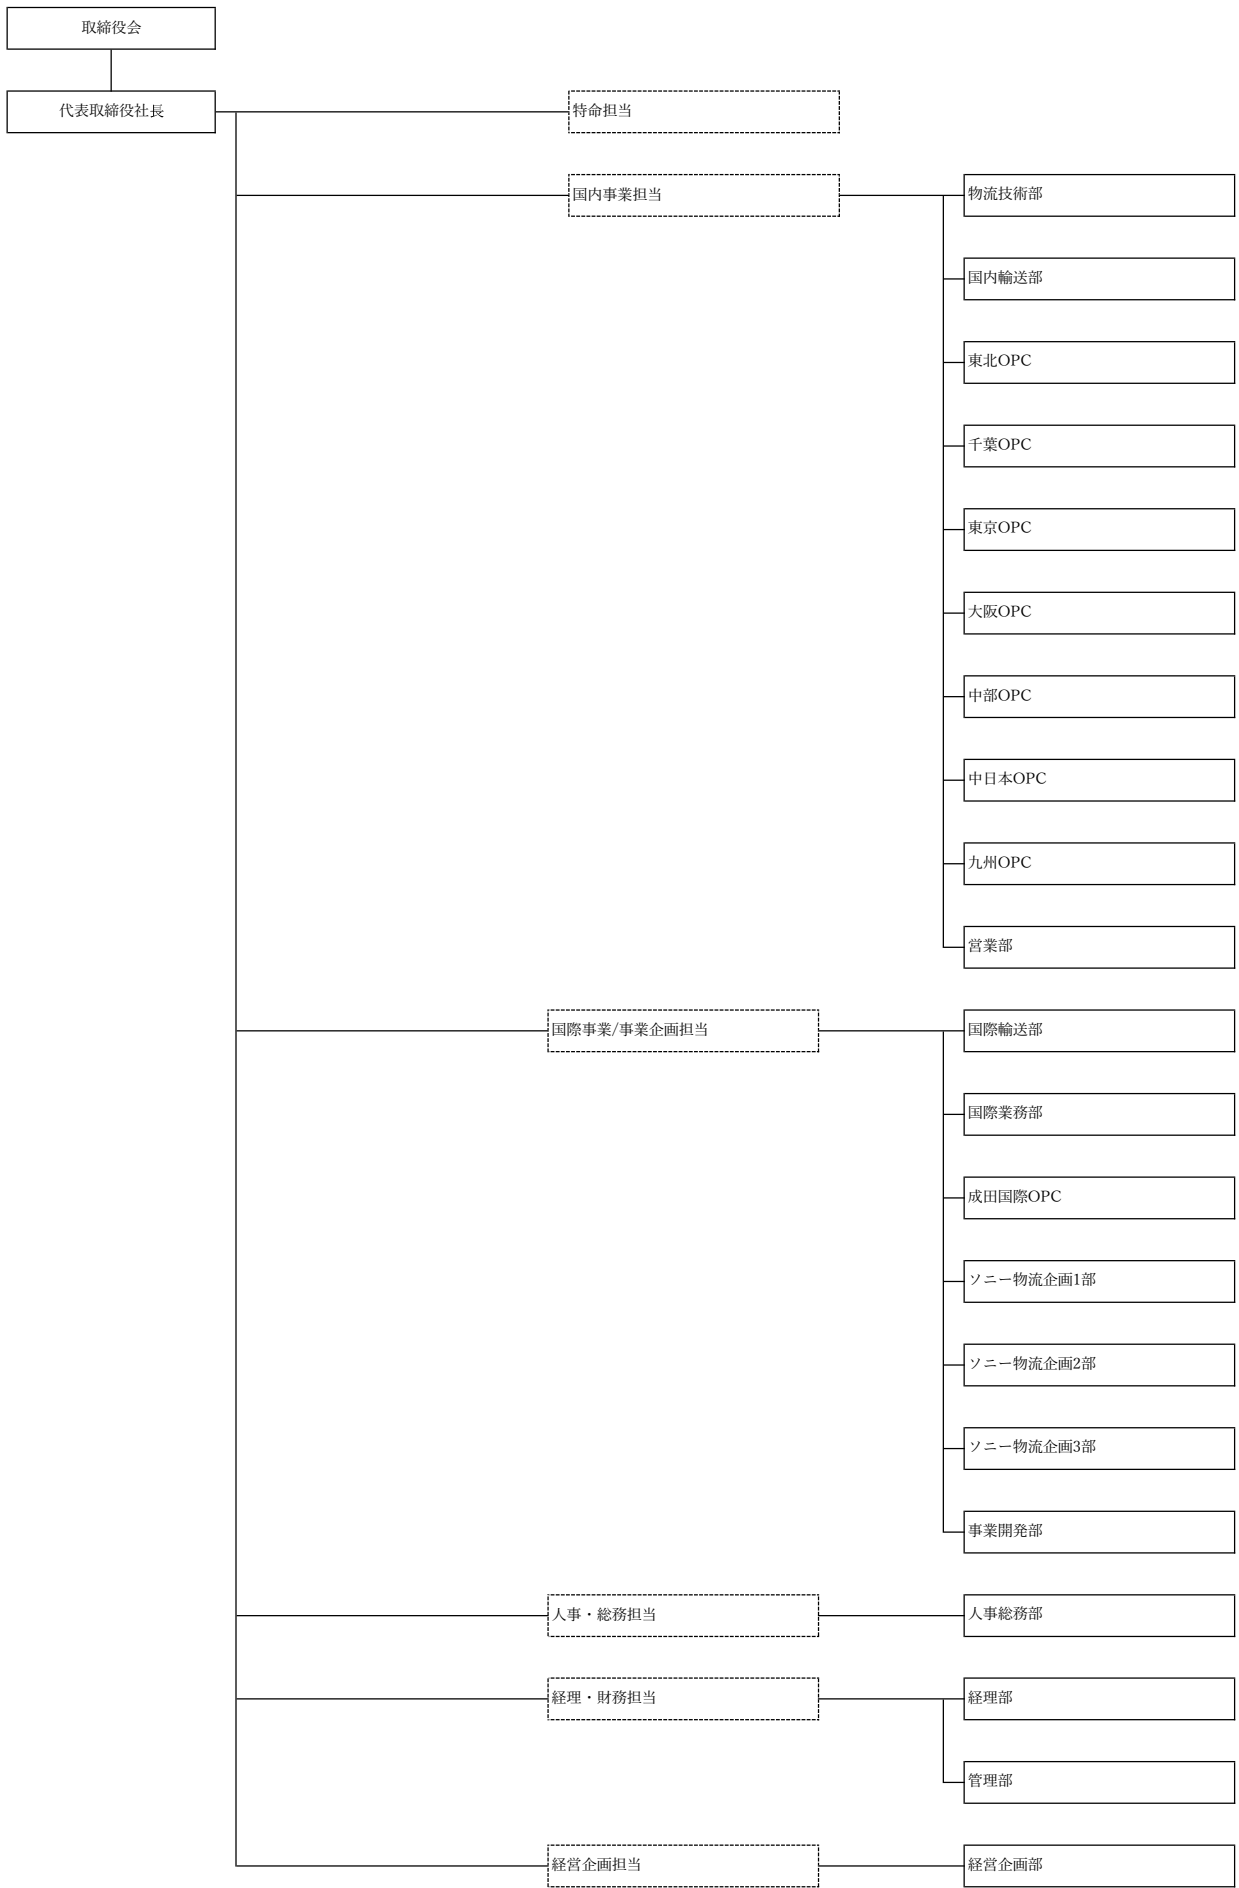 取締役会
代表取締役社長
特命担当
国内事業担当
物流技術部
国内輸送部
東北OPC
千葉OPC
東京OPC
大阪OPC
中部OPC
中日本OPC
九州OPC
営業部
国際事業/事業企画担当
国際輸送部
国際業務部
成田国際OPC
ソニー物流企画1部
ソニー物流企画2部
ソニー物流企画3部
事業開発部
人事・総務担当
人事総務部
経理・財務担当
経理部
管理部
経営企画担当
経営企画部